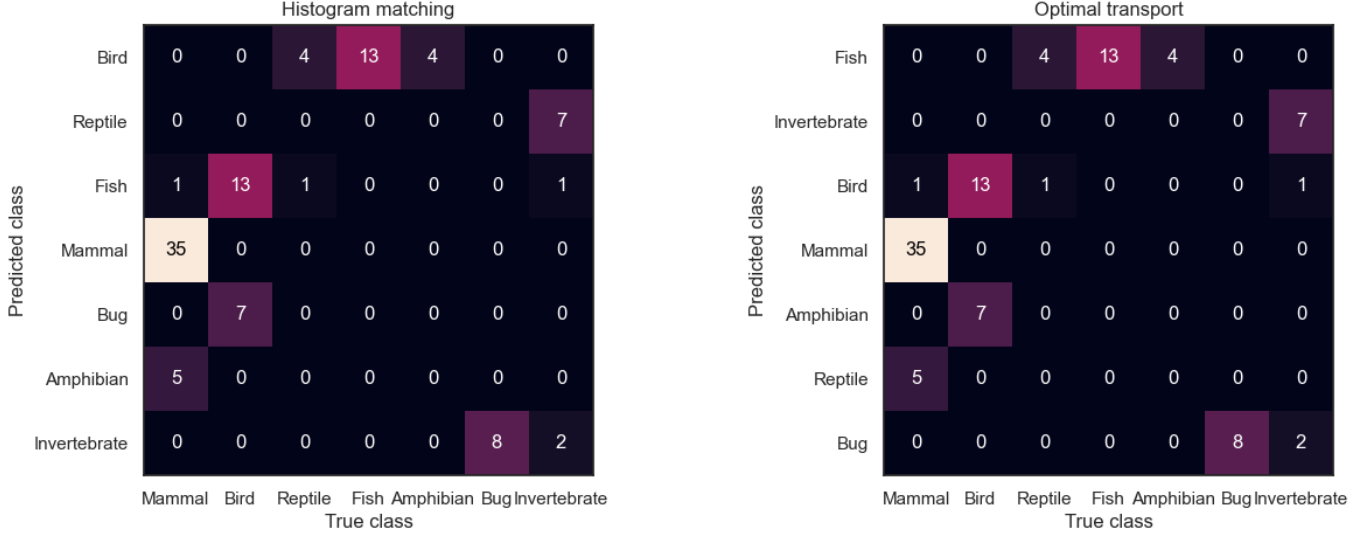 Histogram matching
Bird 0 0 4 13 4 0 0
Reptile 0 0 0 0 0 0 7
Fish 1 13 1 0 0 0 1
Mammal 35 0 0 0 0 0 0
Bug 0 7 0 0 0 0 0
Amphibian 5 0 0 0 0 0 0
Invertebrate 0 0 0 0 0 8 2
Mammal Bird Reptile Fish Amphibian Bug Invertebrate
True class
Predicted class
Optimal transport
Fish 0 0 4 13 4 0 0
Invertebrate 0 0 0 0 0 0 7
Bird 1 13 1 0 0 0 1
Mammal 35 0 0 0 0 0 0
Amphibian 0 7 0 0 0 0 0
Reptile 5 0 0 0 0 0 0
Bug 0 0 0 0 0 8 2
Mammal Bird Reptile Fish Amphibian Bug Invertebrate
True class
Predicted class